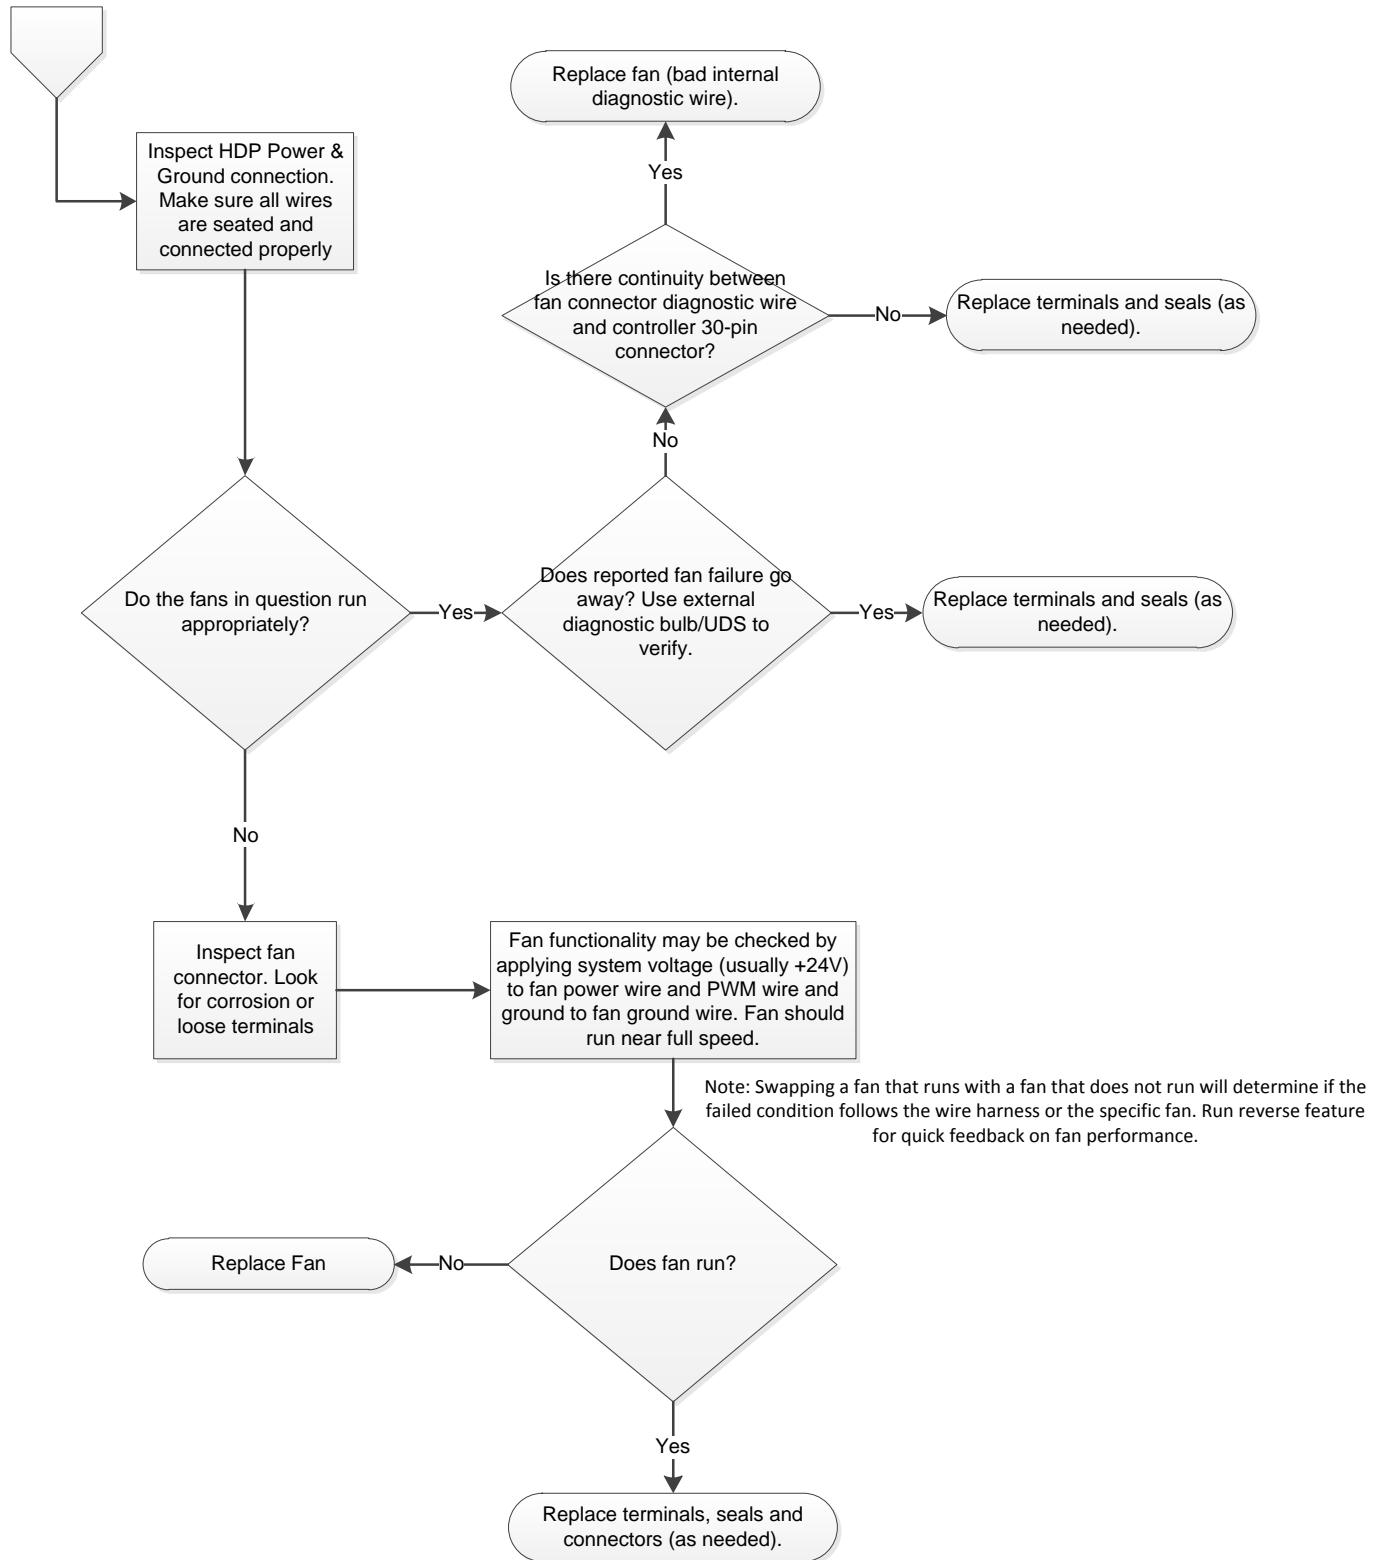 Replace fan (bad internal
diagnostic wire).
Yes
Inspect HDP Power &
Ground connection.
Make sure all wires
are seated and
connected properly
Is there continuity between
fan connector diagnostic wire
and controller 30-pin
connector?
No
Replace terminals and seals (as
needed).
No
Do the fans in question run
appropriately?
Yes
Does reported fan failure go
away? Use external
diagnostic bulb/UDS to
verify.
Yes
Replace terminals and seals (as
needed).
No
Inspect fan
connector. Look
for corrosion or
loose terminals
Fan functionality may be checked by
applying system voltage (usually +24V)
to fan power wire and PWM wire and
ground to fan ground wire. Fan should
run near full speed.
Note: Swapping a fan that runs with a fan that does not run will determine if the
failed condition follows the wire harness or the specific fan. Run reverse feature
for quick feedback on fan performance.
Replace Fan
No
Does fan run?
Yes
Replace terminals, seals and
connectors (as needed).